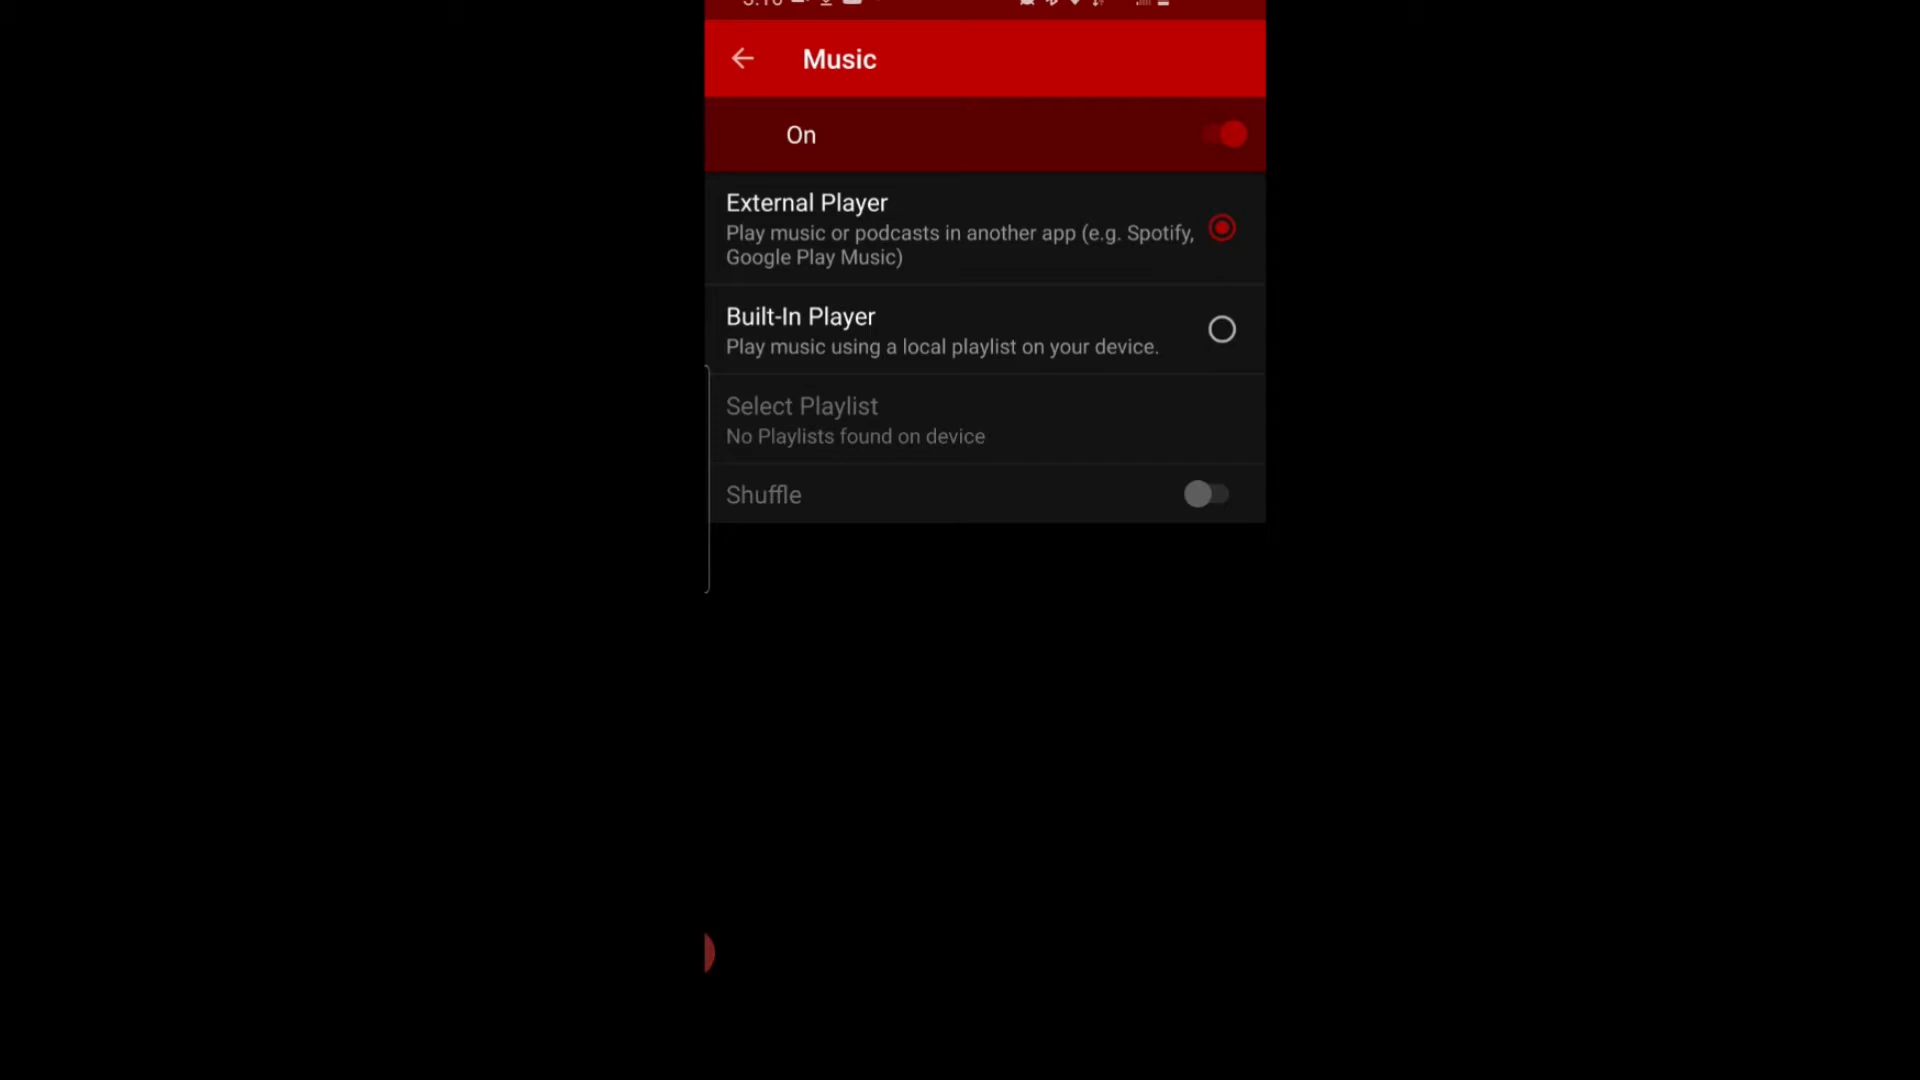 Music
On
External Player
Play music or podcasts in another app (e.g. Spotify,
Google Play Music)
Built-In Player
Play music using a local playlist on your device.
Select Playlist
No Playlists found on device
Shuffle